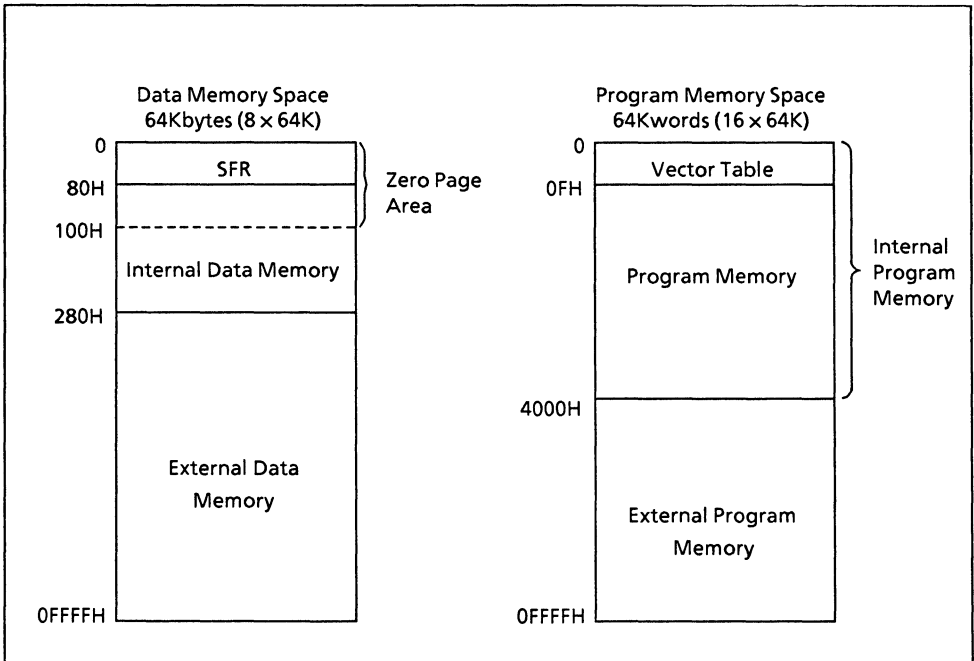 Data Memory Space
64Kbytes (8 × 64K)
0
SFR
80H
Zero Page
Area
100H
Internal Data Memory
280H
External Data
Memory
0FFFFH
Program Memory Space
64Kwords (16 × 64K)
0
Vector Table
0FH
Program Memory
Internal
Program
Memory
4000H
External Program
Memory
0FFFFH